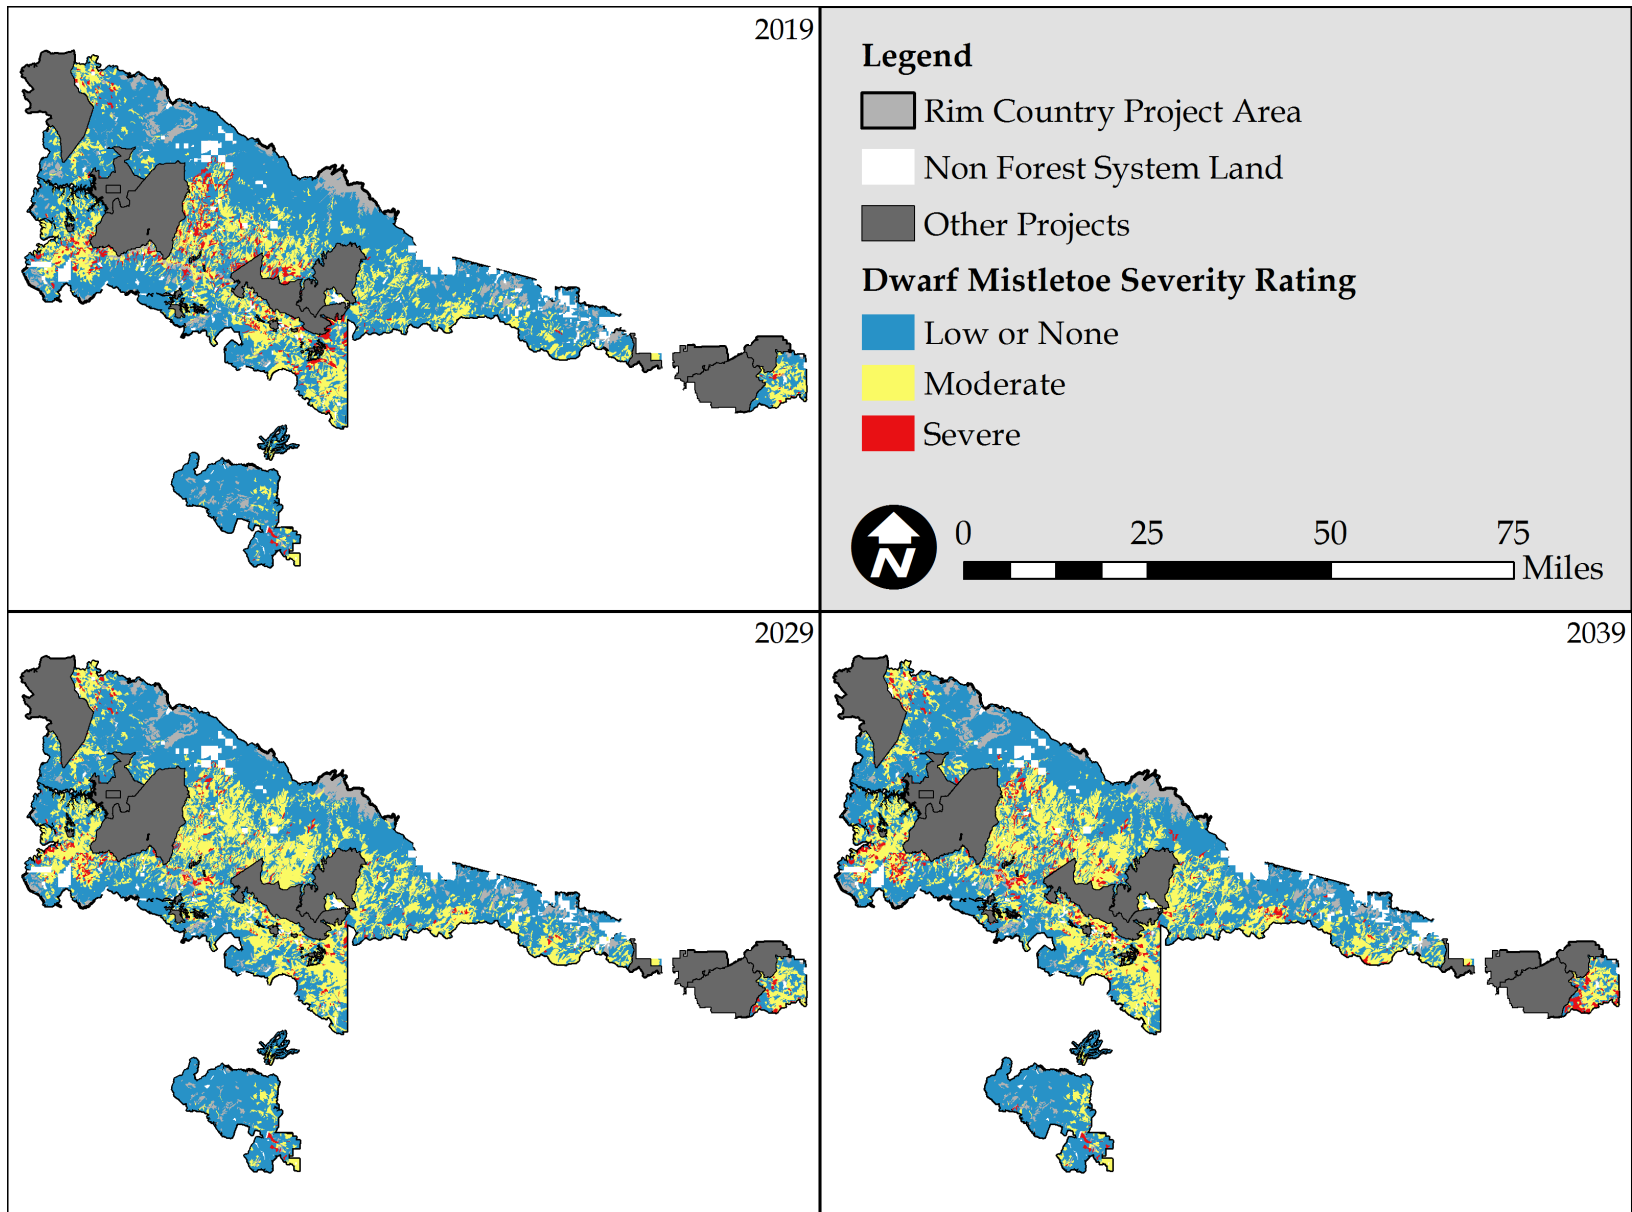 2019
Legend
Rim Country Project Area
Non Forest System Land
Other Projects
Dwarf Mistletoe Severity Rating
Low or None
Moderate
Severe
N
0 25 50 75
Miles
2029
2039